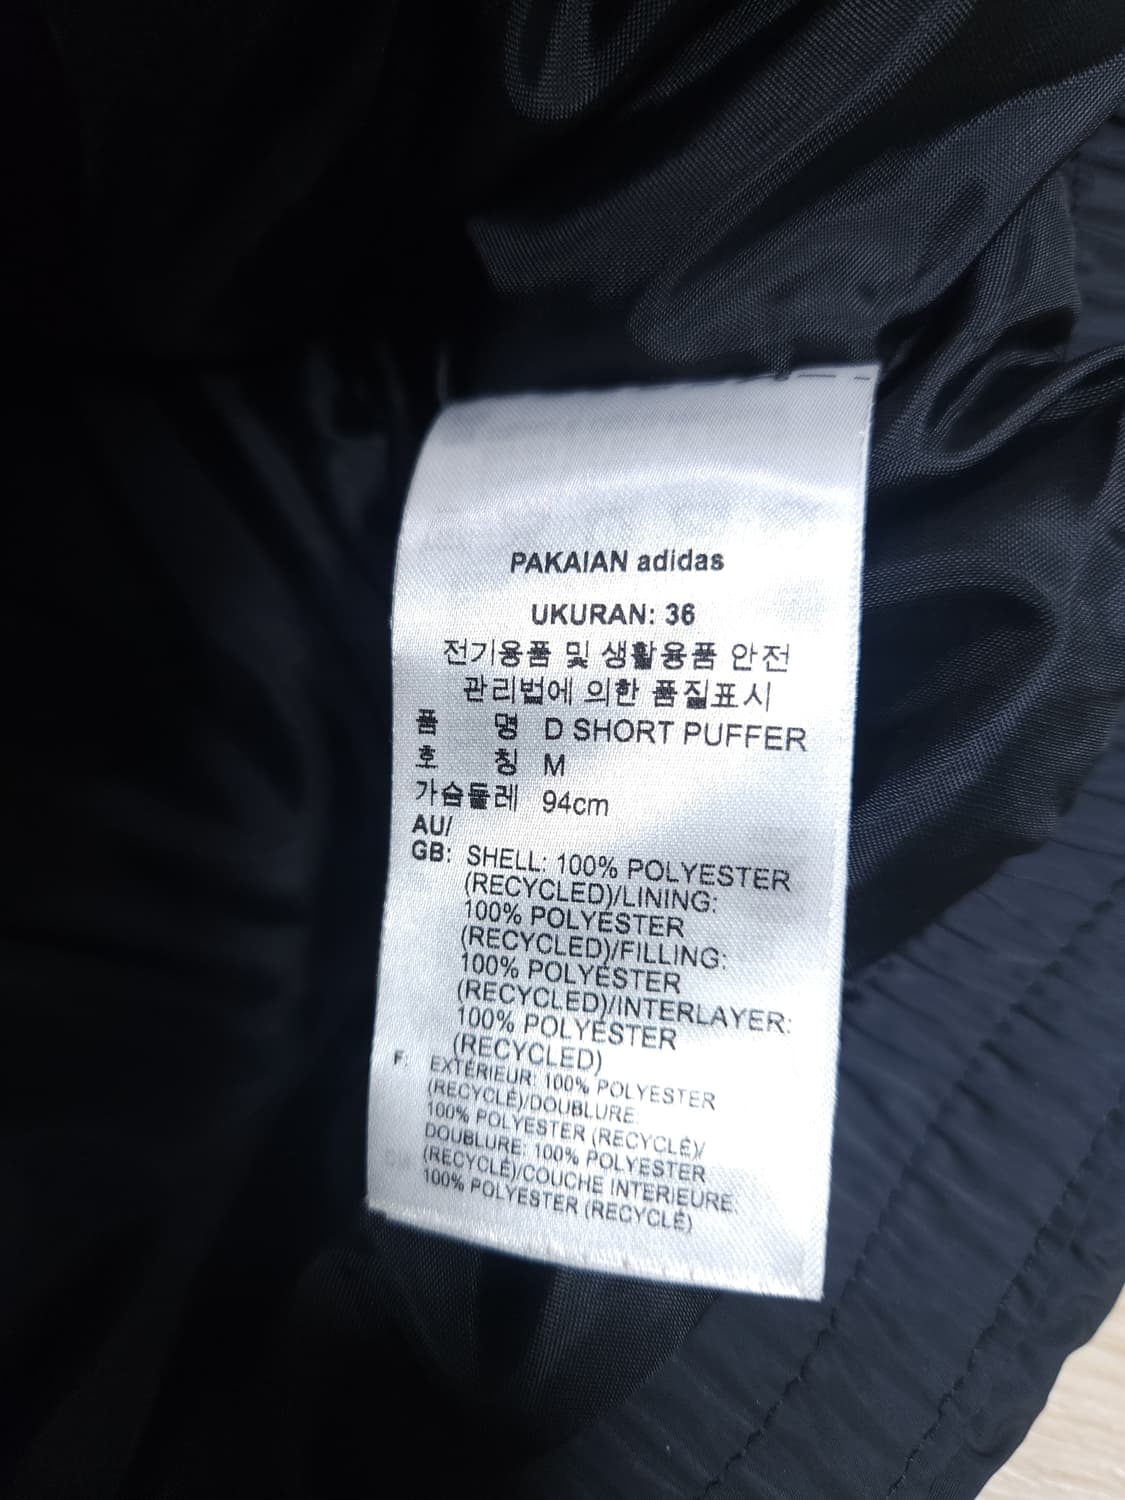 PAKAIAN adidas
UKURAN: 36
전기용품 및 생활용품 안전
관리법에 의한 품질표시
품 명 D SHORT PUFFER
호 칭 M
가슴둘레 94cm
AU/
GB: SHELL: 100% POLYESTER
(RECYCLED)/LINING:
100% POLYESTER
(RECYCLED)/FILLING:
100% POLYESTER
(RECYCLED)/INTERLAYER:
100% POLYESTER
(RECYCLED)
F: EXTÉRIEUR: 100% POLYESTER
(RECYCLÉ)/DOUBLURE:
100% POLYESTER (RECYCLÉ)/
DOUBLURE: 100% POLYESTER
(RECYCLÉ)/COUCHE INTERIEURE:
100% POLYESTER (RECYCLÉ)